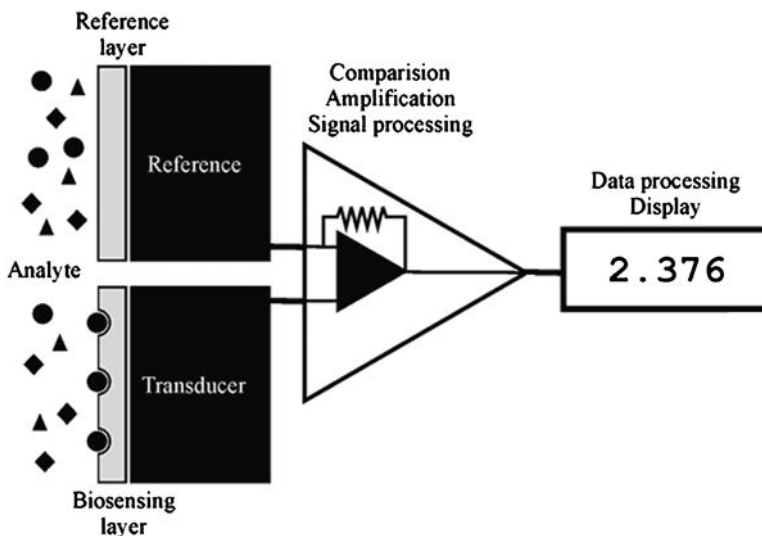 Reference
layer
Comparision
Amplification
Signal processing
Reference
Data processing
Display
2.376
Analyte
Transducer
Biosensing
layer